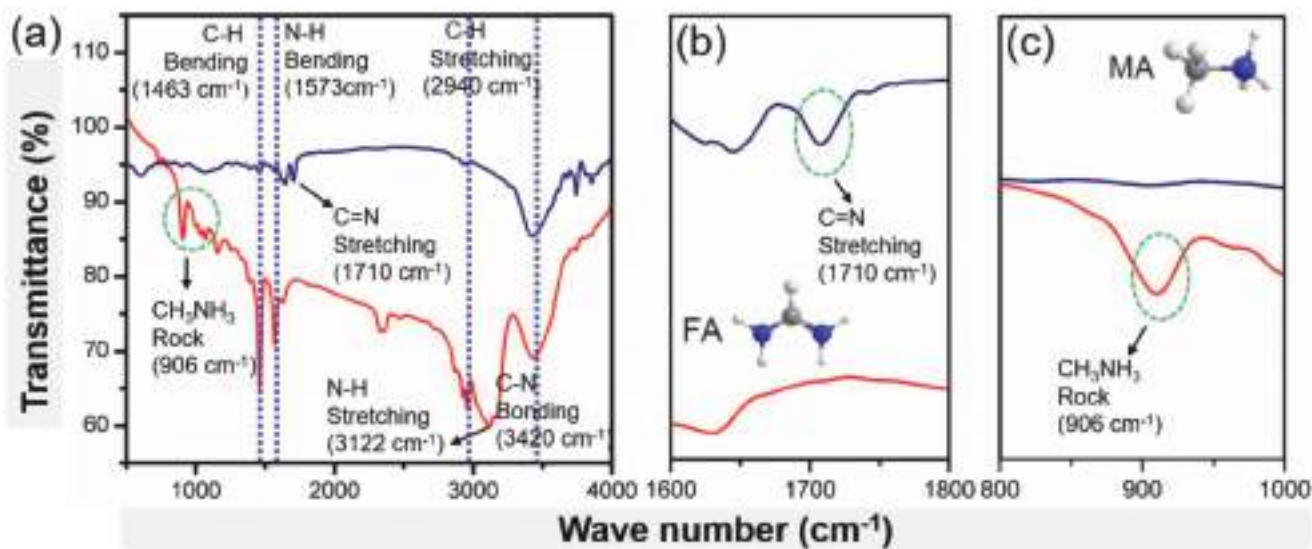 (a)
C-H
Bending
(1463 cm⁻¹)
N-H
Bending
(1573cm⁻¹)
C-H
Stretching
(2940 cm⁻¹)
C=N
Stretching
(1710 cm⁻¹)
CH₃NH₃
Rock
(906 cm⁻¹)
N-H
Stretching
(3122 cm⁻¹)
C-N
Bonding
(3420 cm⁻¹)
Transmittance (%)
110
100
90
80
70
60
1000
2000
3000
4000
(b)
C=N
Stretching
(1710 cm⁻¹)
FA
1600
1700
1800
(c)
MA
CH₃NH₃
Rock
(906 cm⁻¹)
800
900
1000
Wave number (cm⁻¹)